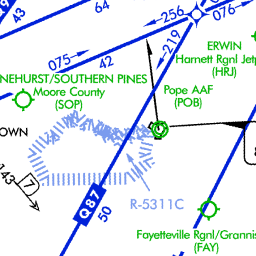 64
43
256
076
219
ERWIN
Harnett Rgnl Jetp
(HRJ)
075
42
NEHURST/SOUTHERN PINES
Moore County
(SOP)
Pope AAF
(POB)
OWN
143
7
Q87
50
R-5311C
Fayetteville Rgnl/Grannis
(FAY)